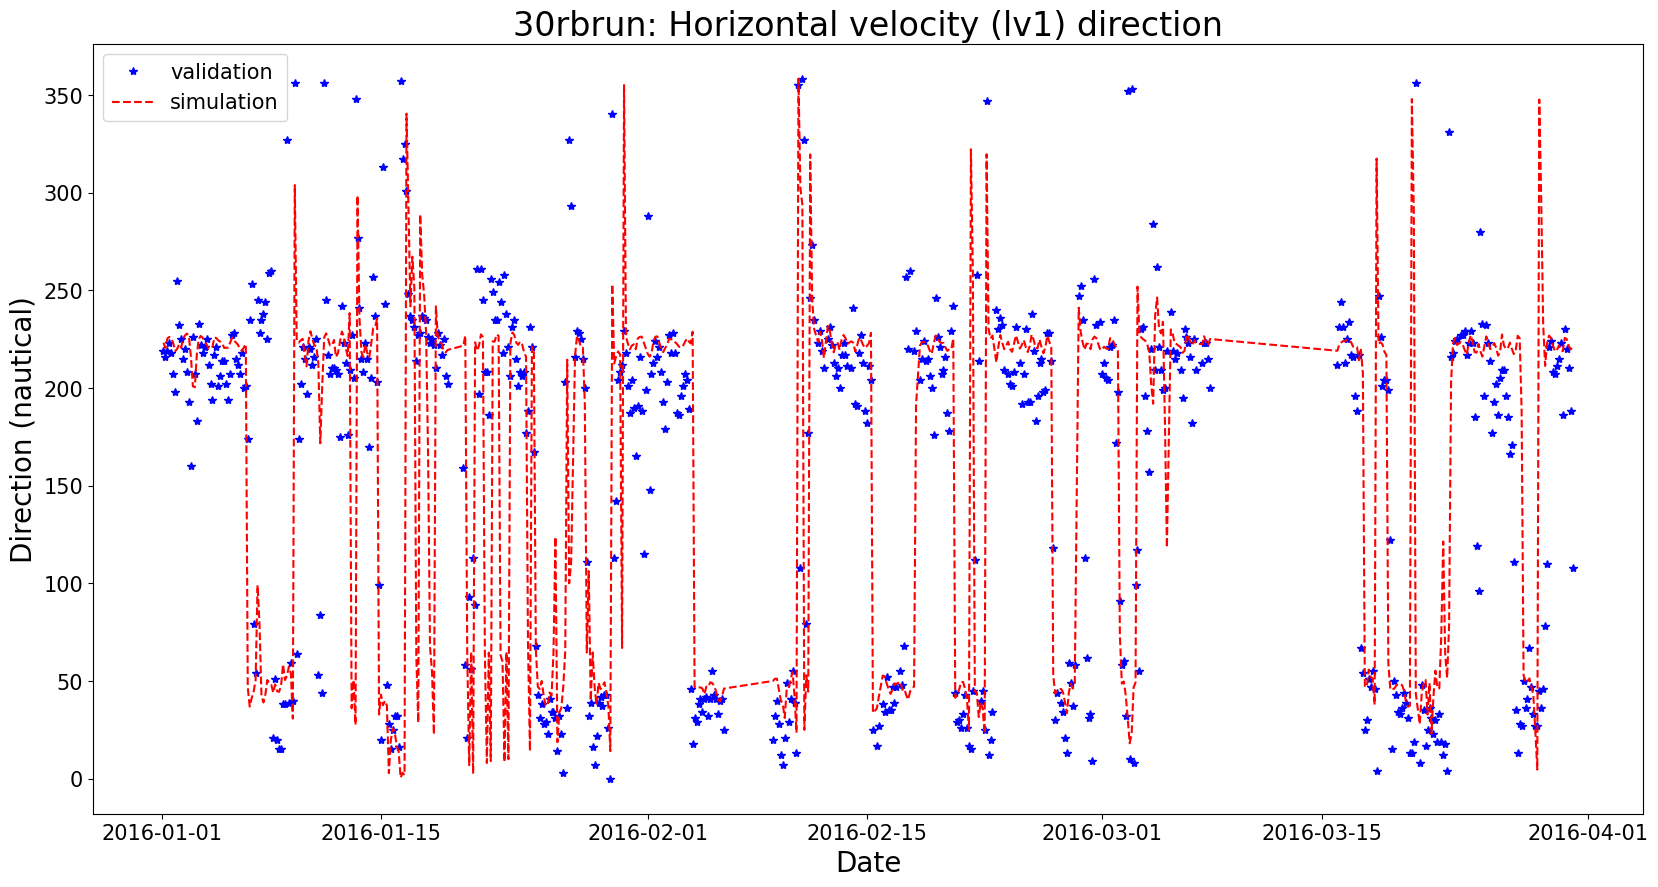 30rbrun: Horizontal velocity (lv1) direction
validation
simulation
Direction (nautical)
350
300
250
200
150
100
50
0
2016-01-01 2016-01-15 2016-02-01 2016-02-15 2016-03-01 2016-03-15 2016-04-01
Date